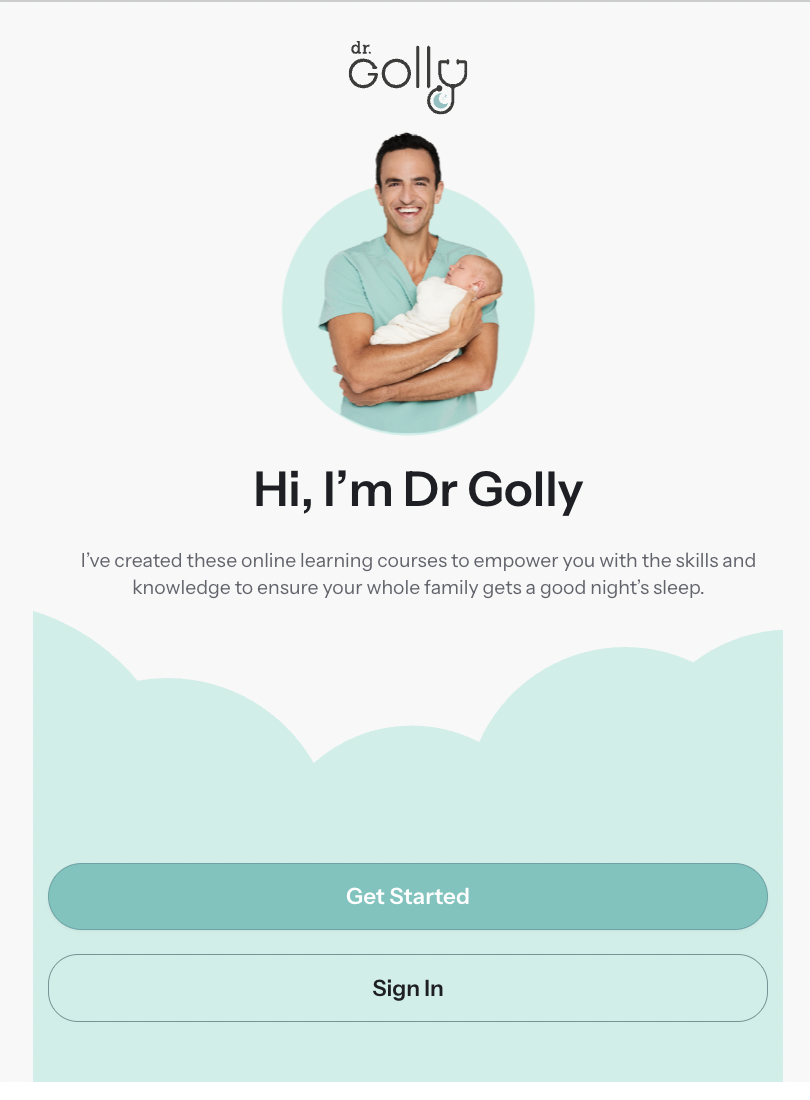 dr.
Golly
Hi, I’m Dr Golly
I’ve created these online learning courses to empower you with the skills and
knowledge to ensure your whole family gets a good night’s sleep.
Get Started
Sign In